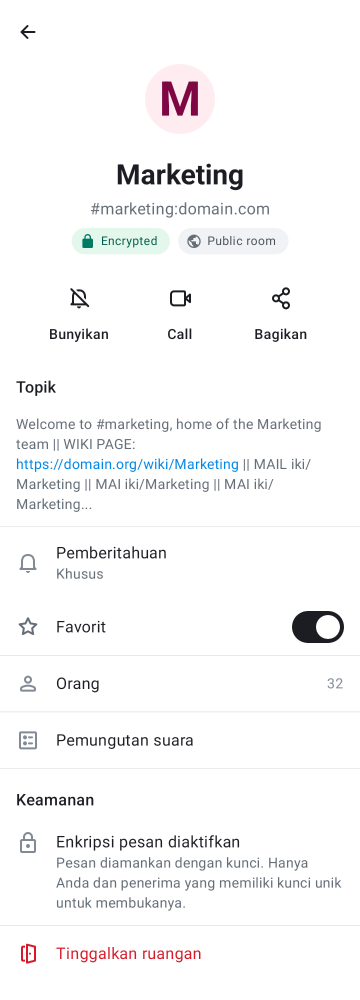 M
Marketing
#marketing:domain.com
Encrypted
Public room
Bunyikan
Call
Bagikan
Topik
Welcome to #marketing, home of the Marketing
team || WIKI PAGE:
https://domain.org/wiki/Marketing || MAIL iki/
Marketing || MAI iki/Marketing || MAI iki/
Marketing...
Pemberitahuan
Khusus
Favorit
Orang
32
Pemungutan suara
Keamanan
Enkripsi pesan diaktifkan
Pesan diamankan dengan kunci. Hanya
Anda dan penerima yang memiliki kunci unik
untuk membukanya.
Tinggalkan ruangan